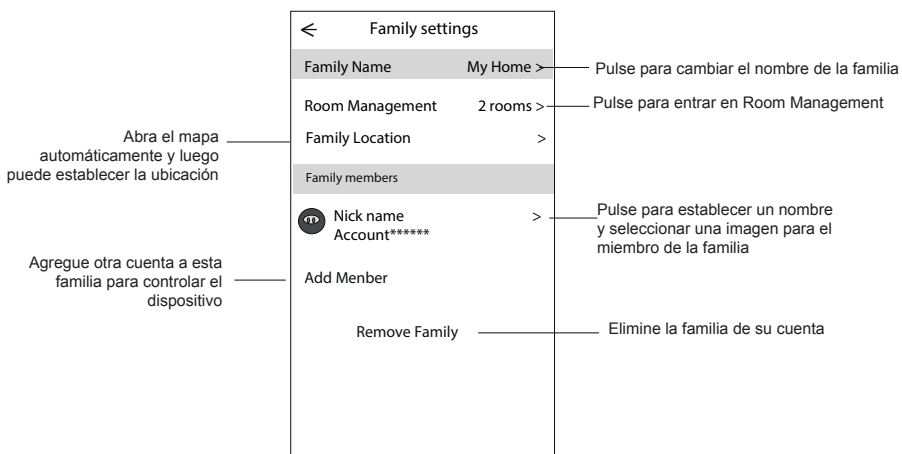 Family settings
Family Name
My Home >
Pulse para cambiar el nombre de la familia
Room Management
2 rooms >
Pulse para entrar en Room Management
Abra el mapa
automáticamente y luego
puede establecer la ubicación
Family Location
>
Family members
Nick name
>
Account******
Pulse para establecer un nombre
y seleccionar una imagen para el
miembro de la familia
Agregue otra cuenta a esta
familia para controlar el
dispositivo
Add Menber
Remove Family
Elimine la familia de su cuenta